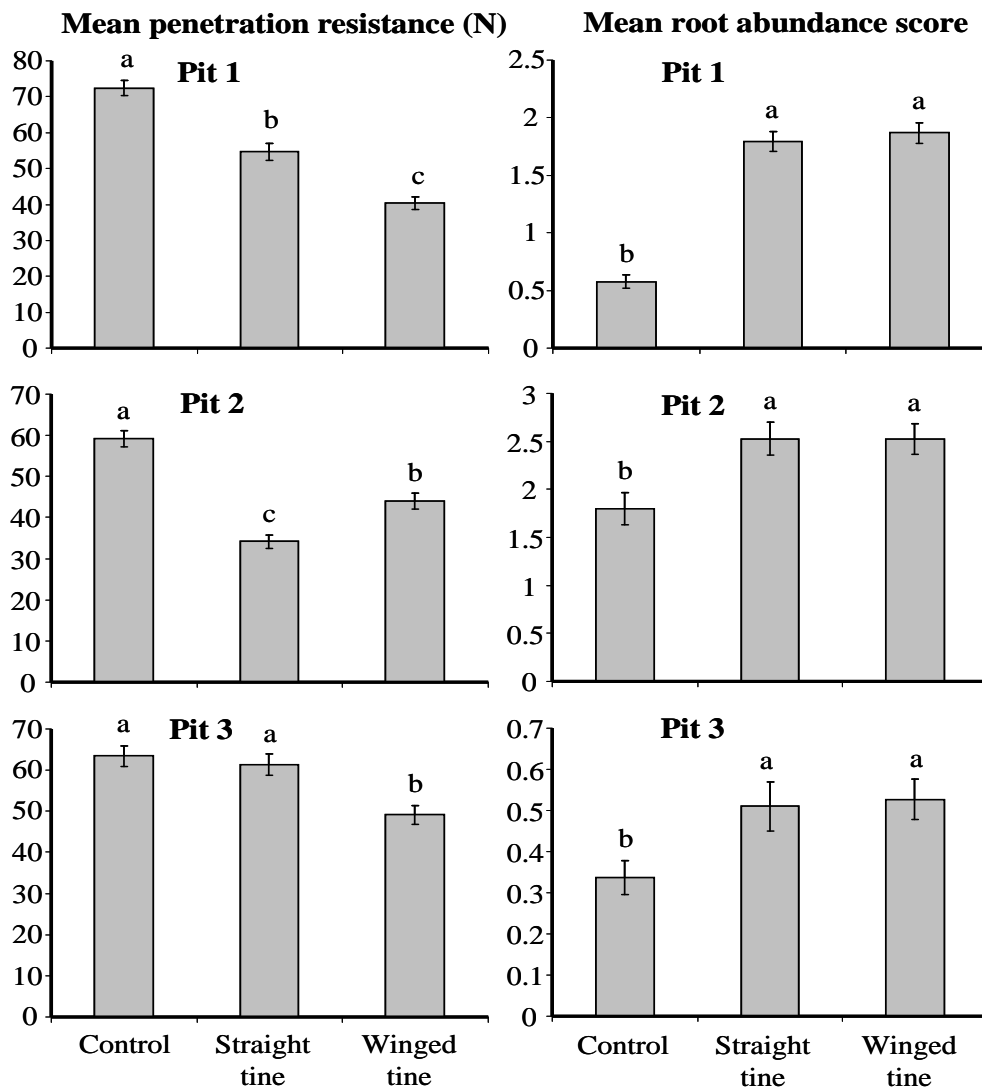 Mean penetration resistance (N)
Mean root abundance score
Pit 1
80
70
60
50
40
30
20
10
0
a
b
c
Pit 1
2.5
2
1.5
1
0.5
0
b
a
a
Pit 2
70
60
50
40
30
20
10
0
a
c
b
Pit 2
3
2.5
2
1.5
1
0.5
0
b
a
a
Pit 3
70
60
50
40
30
20
10
0
a
a
b
Control
Straight
tine
Winged
tine
Pit 3
0.7
0.6
0.5
0.4
0.3
0.2
0.1
0
b
a
a
Control
Straight
tine
Winged
tine